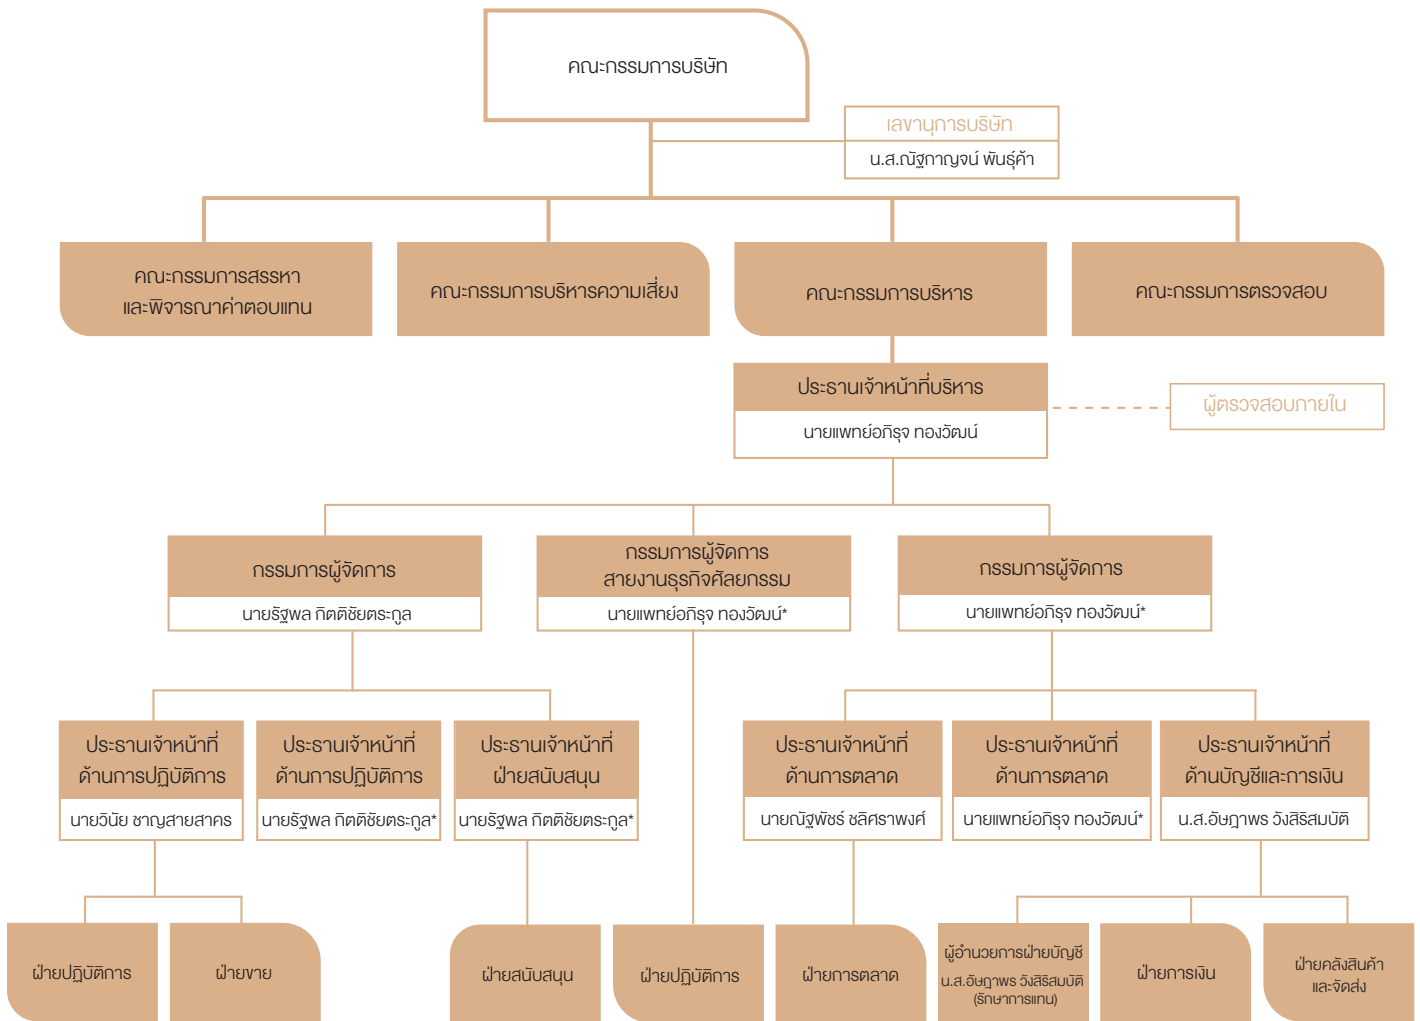 คณะกรรมการบริษัท
เลขานุการบริษัท
น.ส.ณัฐกาญจน์ พันธุ์ค้า
คณะกรรมการสรรหา
และพิจารณาค่าตอบแทน
คณะกรรมการบริหารความเสี่ยง
คณะกรรมการบริหาร
คณะกรรมการตรวจสอบ
ประธานเจ้าหน้าที่บริหาร
นายแพทย์อภิรุจ ทองวัฒน์
ผู้ตรวจสอบภายใน
กรรมการผู้จัดการ
นายรัฐพล กิตติชัยตระกูล
กรรมการผู้จัดการ
สายงานธุรกิจศัลยกรรม
นายแพทย์อภิรุจ ทองวัฒน์*
กรรมการผู้จัดการ
นายแพทย์อภิรุจ ทองวัฒน์*
ประธานเจ้าหน้าที่
ด้านการปฏิบัติการ
นายวินัย ชาญสายสาคร
ประธานเจ้าหน้าที่
ด้านการปฏิบัติการ
นายรัฐพล กิตติชัยตระกูล*
ประธานเจ้าหน้าที่
ฝ่ายสนับสนุน
นายรัฐพล กิตติชัยตระกูล*
ประธานเจ้าหน้าที่
ด้านการตลาด
นายณัฐพัชร์ ชลิศราพงศ์
ประธานเจ้าหน้าที่
ด้านการตลาด
นายแพทย์อภิรุจ ทองวัฒน์*
ประธานเจ้าหน้าที่
ด้านบัญชีและการเงิน
น.ส.อัษฎาพร วังสิริสมบัติ
ฝ่ายปฏิบัติการ
ฝ่ายขาย
ฝ่ายสนับสนุน
ฝ่ายปฏิบัติการ
ฝ่ายการตลาด
ผู้อำนวยการฝ่ายบัญชี
น.ส.อัษฎาพร วังสิริสมบัติ
(รักษาการแทน)
ฝ่ายการเงิน
ฝ่ายคลังสินค้า
และจัดส่ง